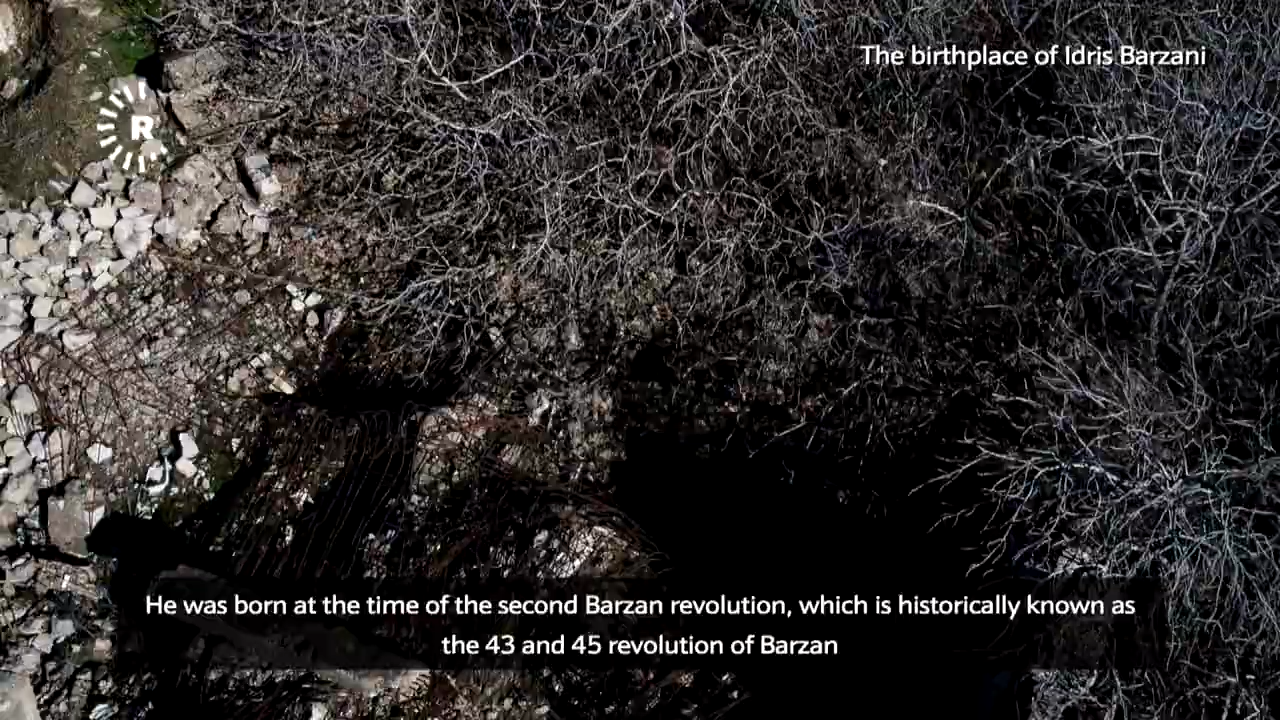 The birthplace of Idris Barzani
R
He was born at the time of the second Barzan revolution, which is historically known as
the 43 and 45 revolution of Barzan